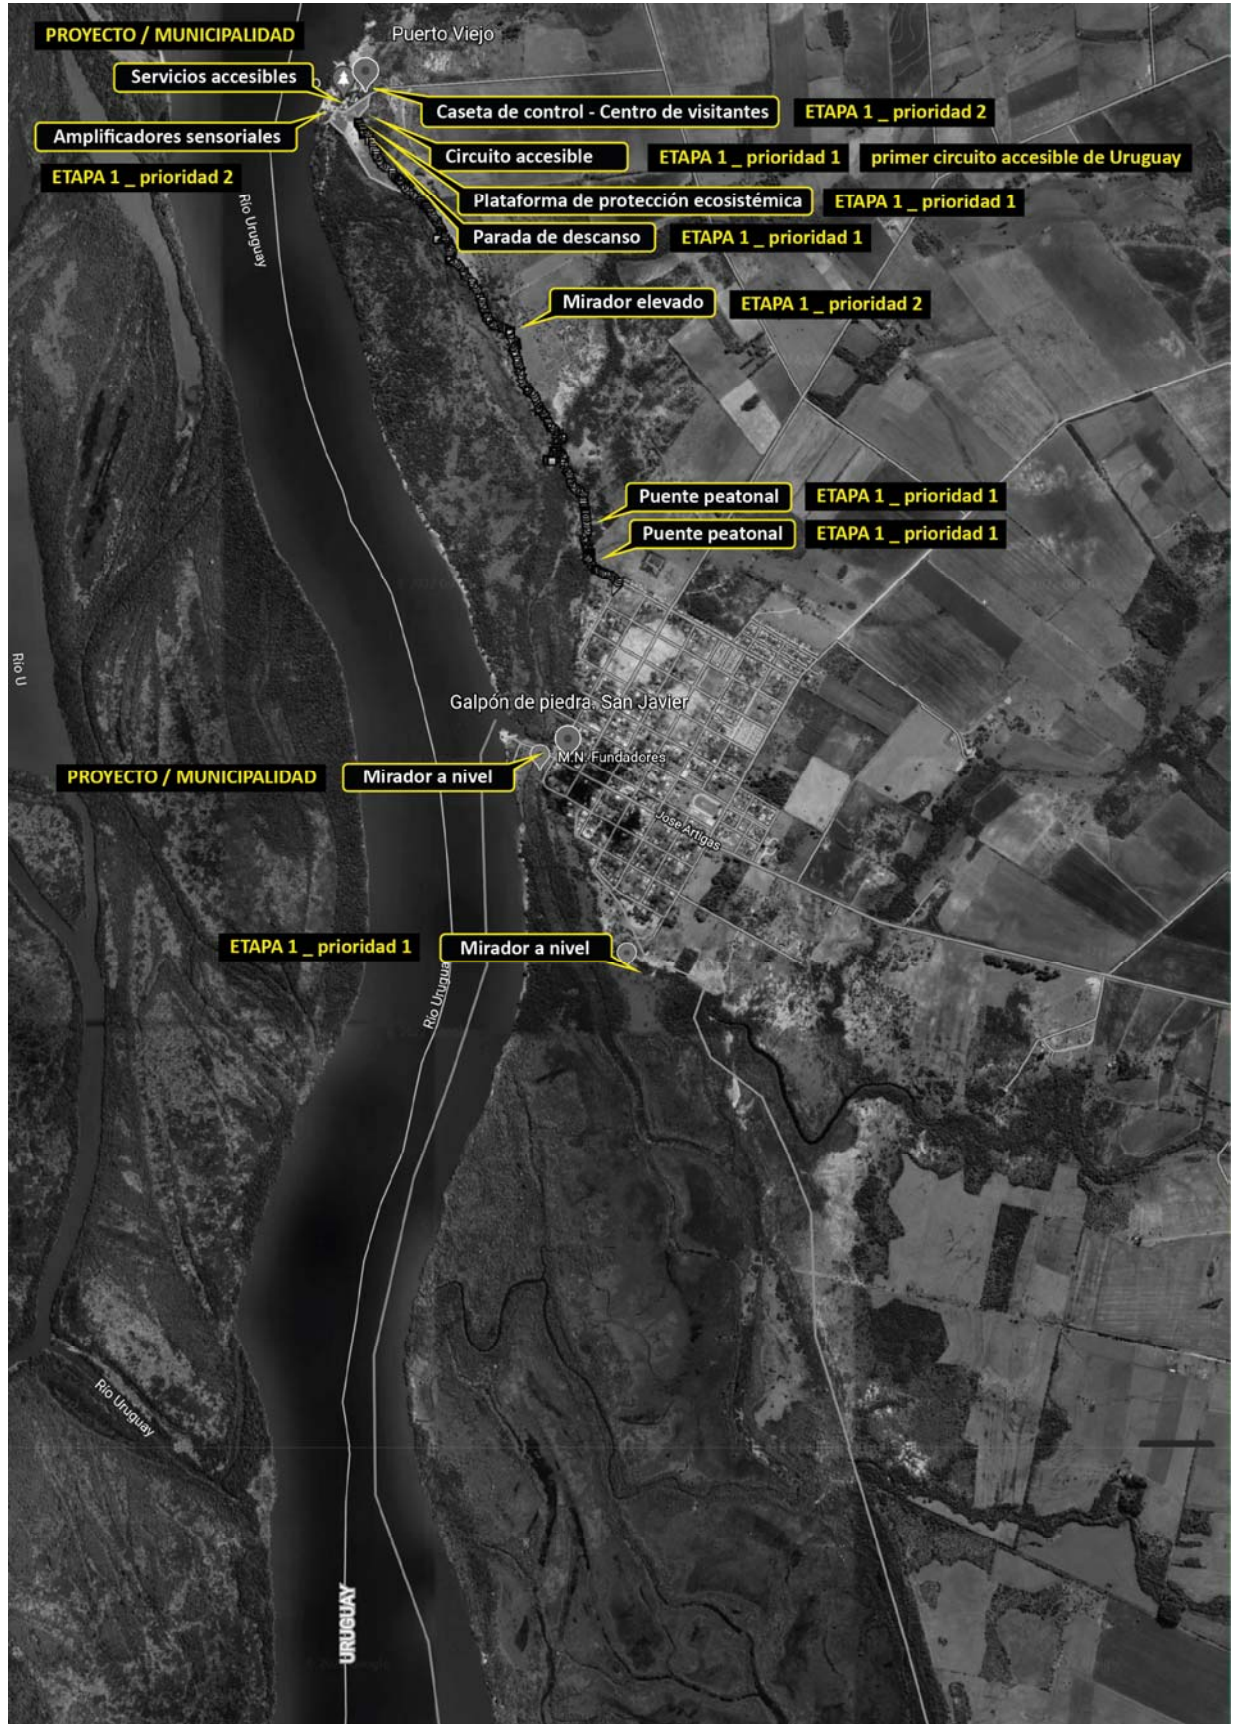 Puerto Viejo
PROYECTO / MUNICIPALIDAD
Servicios accesibles
Caseta de control - Centro de visitantes
ETAPA 1 _ prioridad 2
Amplificadores sensoriales
ETAPA 1 _ prioridad 2
Circuito accesible
ETAPA 1 _ prioridad 1
primer circuito accesible de Uruguay
Plataforma de protección ecosistémica
ETAPA 1 _ prioridad 1
Río Uruguay
Parada de descanso
ETAPA 1 _ prioridad 1
Mirador elevado
ETAPA 1 _ prioridad 2
Puente peatonal
ETAPA 1 _ prioridad 1
Puente peatonal
ETAPA 1 _ prioridad 1
Río U
Galpón de piedra. San Javier
M.N. Fundadores
PROYECTO / MUNICIPALIDAD
Mirador a nivel
Jose Artigas
ETAPA 1 _ prioridad 1
Mirador a nivel
Río Uruguay
Río Uruguay
URUGUAY